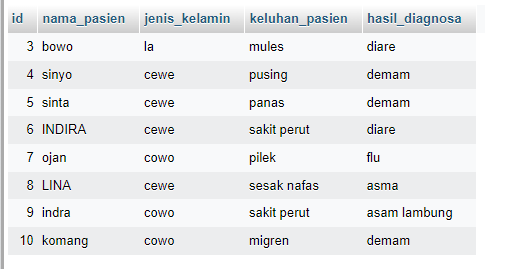 id nama_pasien jenis_kelamin keluhan_pasien hasil_diagnosa
3 bowo la mules diare
4 sinyo cewe pusing demam
5 sinta cewe panas demam
6 INDIRA cewe sakit perut diare
7 ojan cowo pilek flu
8 LINA cewe sesak nafas asma
9 indra cowo sakit perut asam lambung
10 komang cowo migren demam